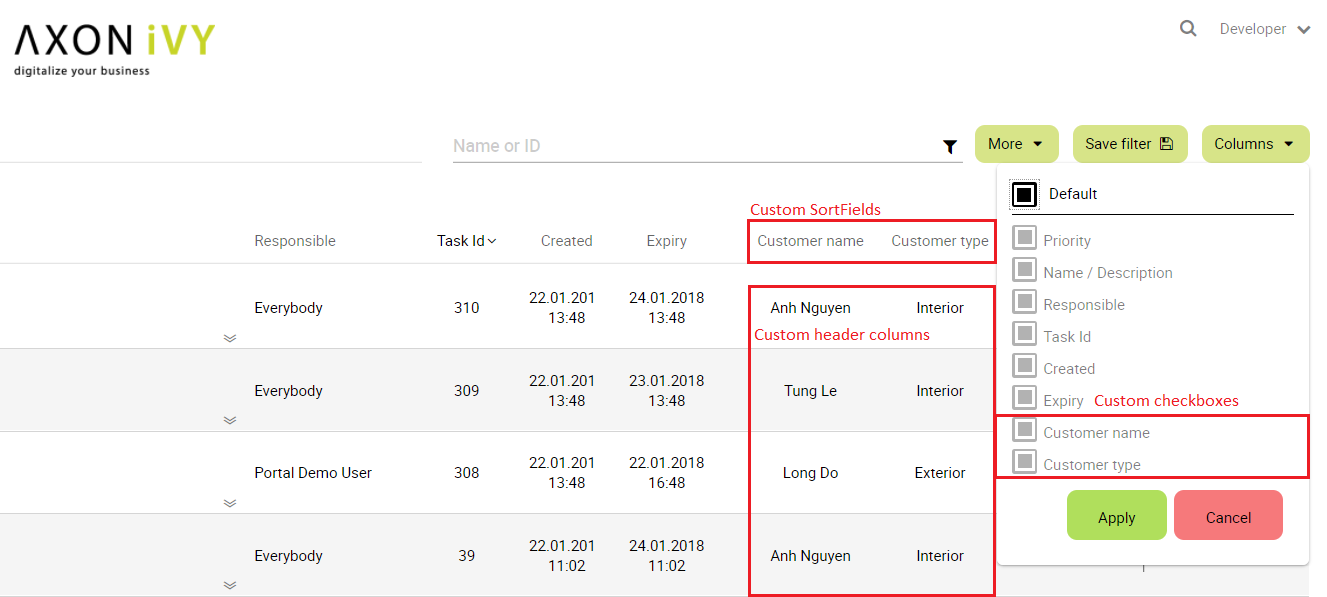 AXON iVY
digitalize your business
Developer
Name or ID
More
Save filter
Columns
Default
Custom SortFields
Responsible Task Id Created Expiry Customer name Customer type
Priority
Name / Description
Responsible
Task Id
Created
Expiry Custom checkboxes
Customer name
Customer type
Apply Cancel
Everybody 310 22.01.201 13:48 24.01.2018 13:48 Anh Nguyen Interior
Custom header columns
Everybody 309 22.01.201 13:48 23.01.2018 13:48 Tung Le Interior
Portal Demo User 308 22.01.201 13:48 22.01.2018 16:48 Long Do Exterior
Everybody 39 22.01.201 11:02 24.01.2018 11:02 Anh Nguyen Interior